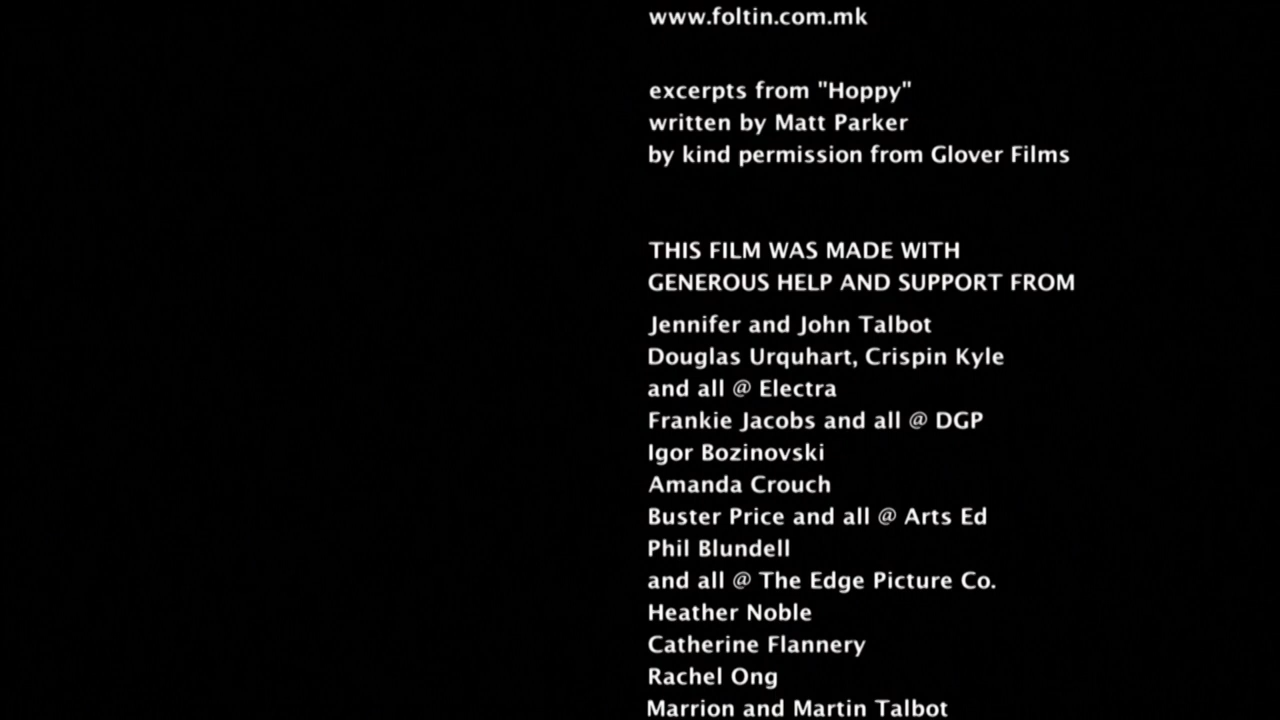 www.foltin.com.mk
excerpts from "Hoppy"
written by Matt Parker
by kind permission from Glover Films
THIS FILM WAS MADE WITH
GENEROUS HELP AND SUPPORT FROM
Jennifer and John Talbot
Douglas Urquhart, Crispin Kyle
and all @ Electra
Frankie Jacobs and all @ DGP
Igor Bozinovski
Amanda Crouch
Buster Price and all @ Arts Ed
Phil Blundell
and all @ The Edge Picture Co.
Heather Noble
Catherine Flannery
Rachel Ong
Marrion and Martin Talbot